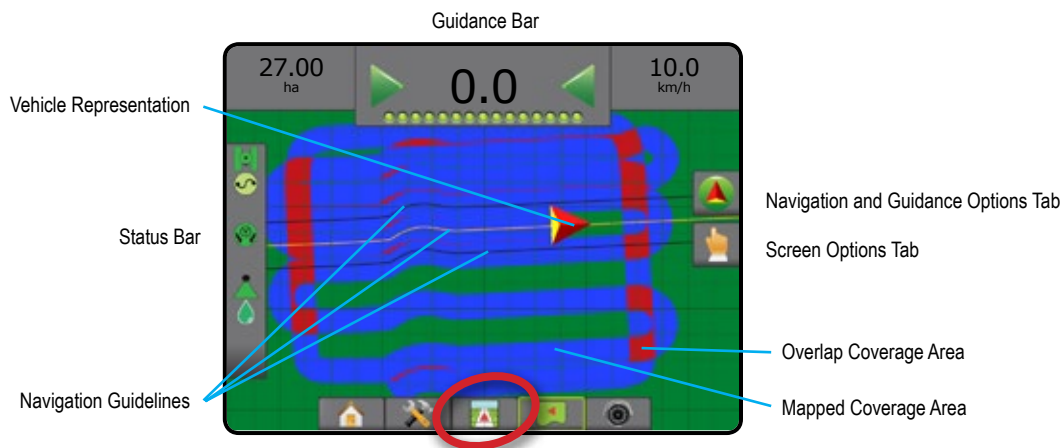 Guidance Bar
27.00
ha
0.0
10.0
km/h
Vehicle Representation
Navigation and Guidance Options Tab
Status Bar
Screen Options Tab
Overlap Coverage Area
Navigation Guidelines
Mapped Coverage Area